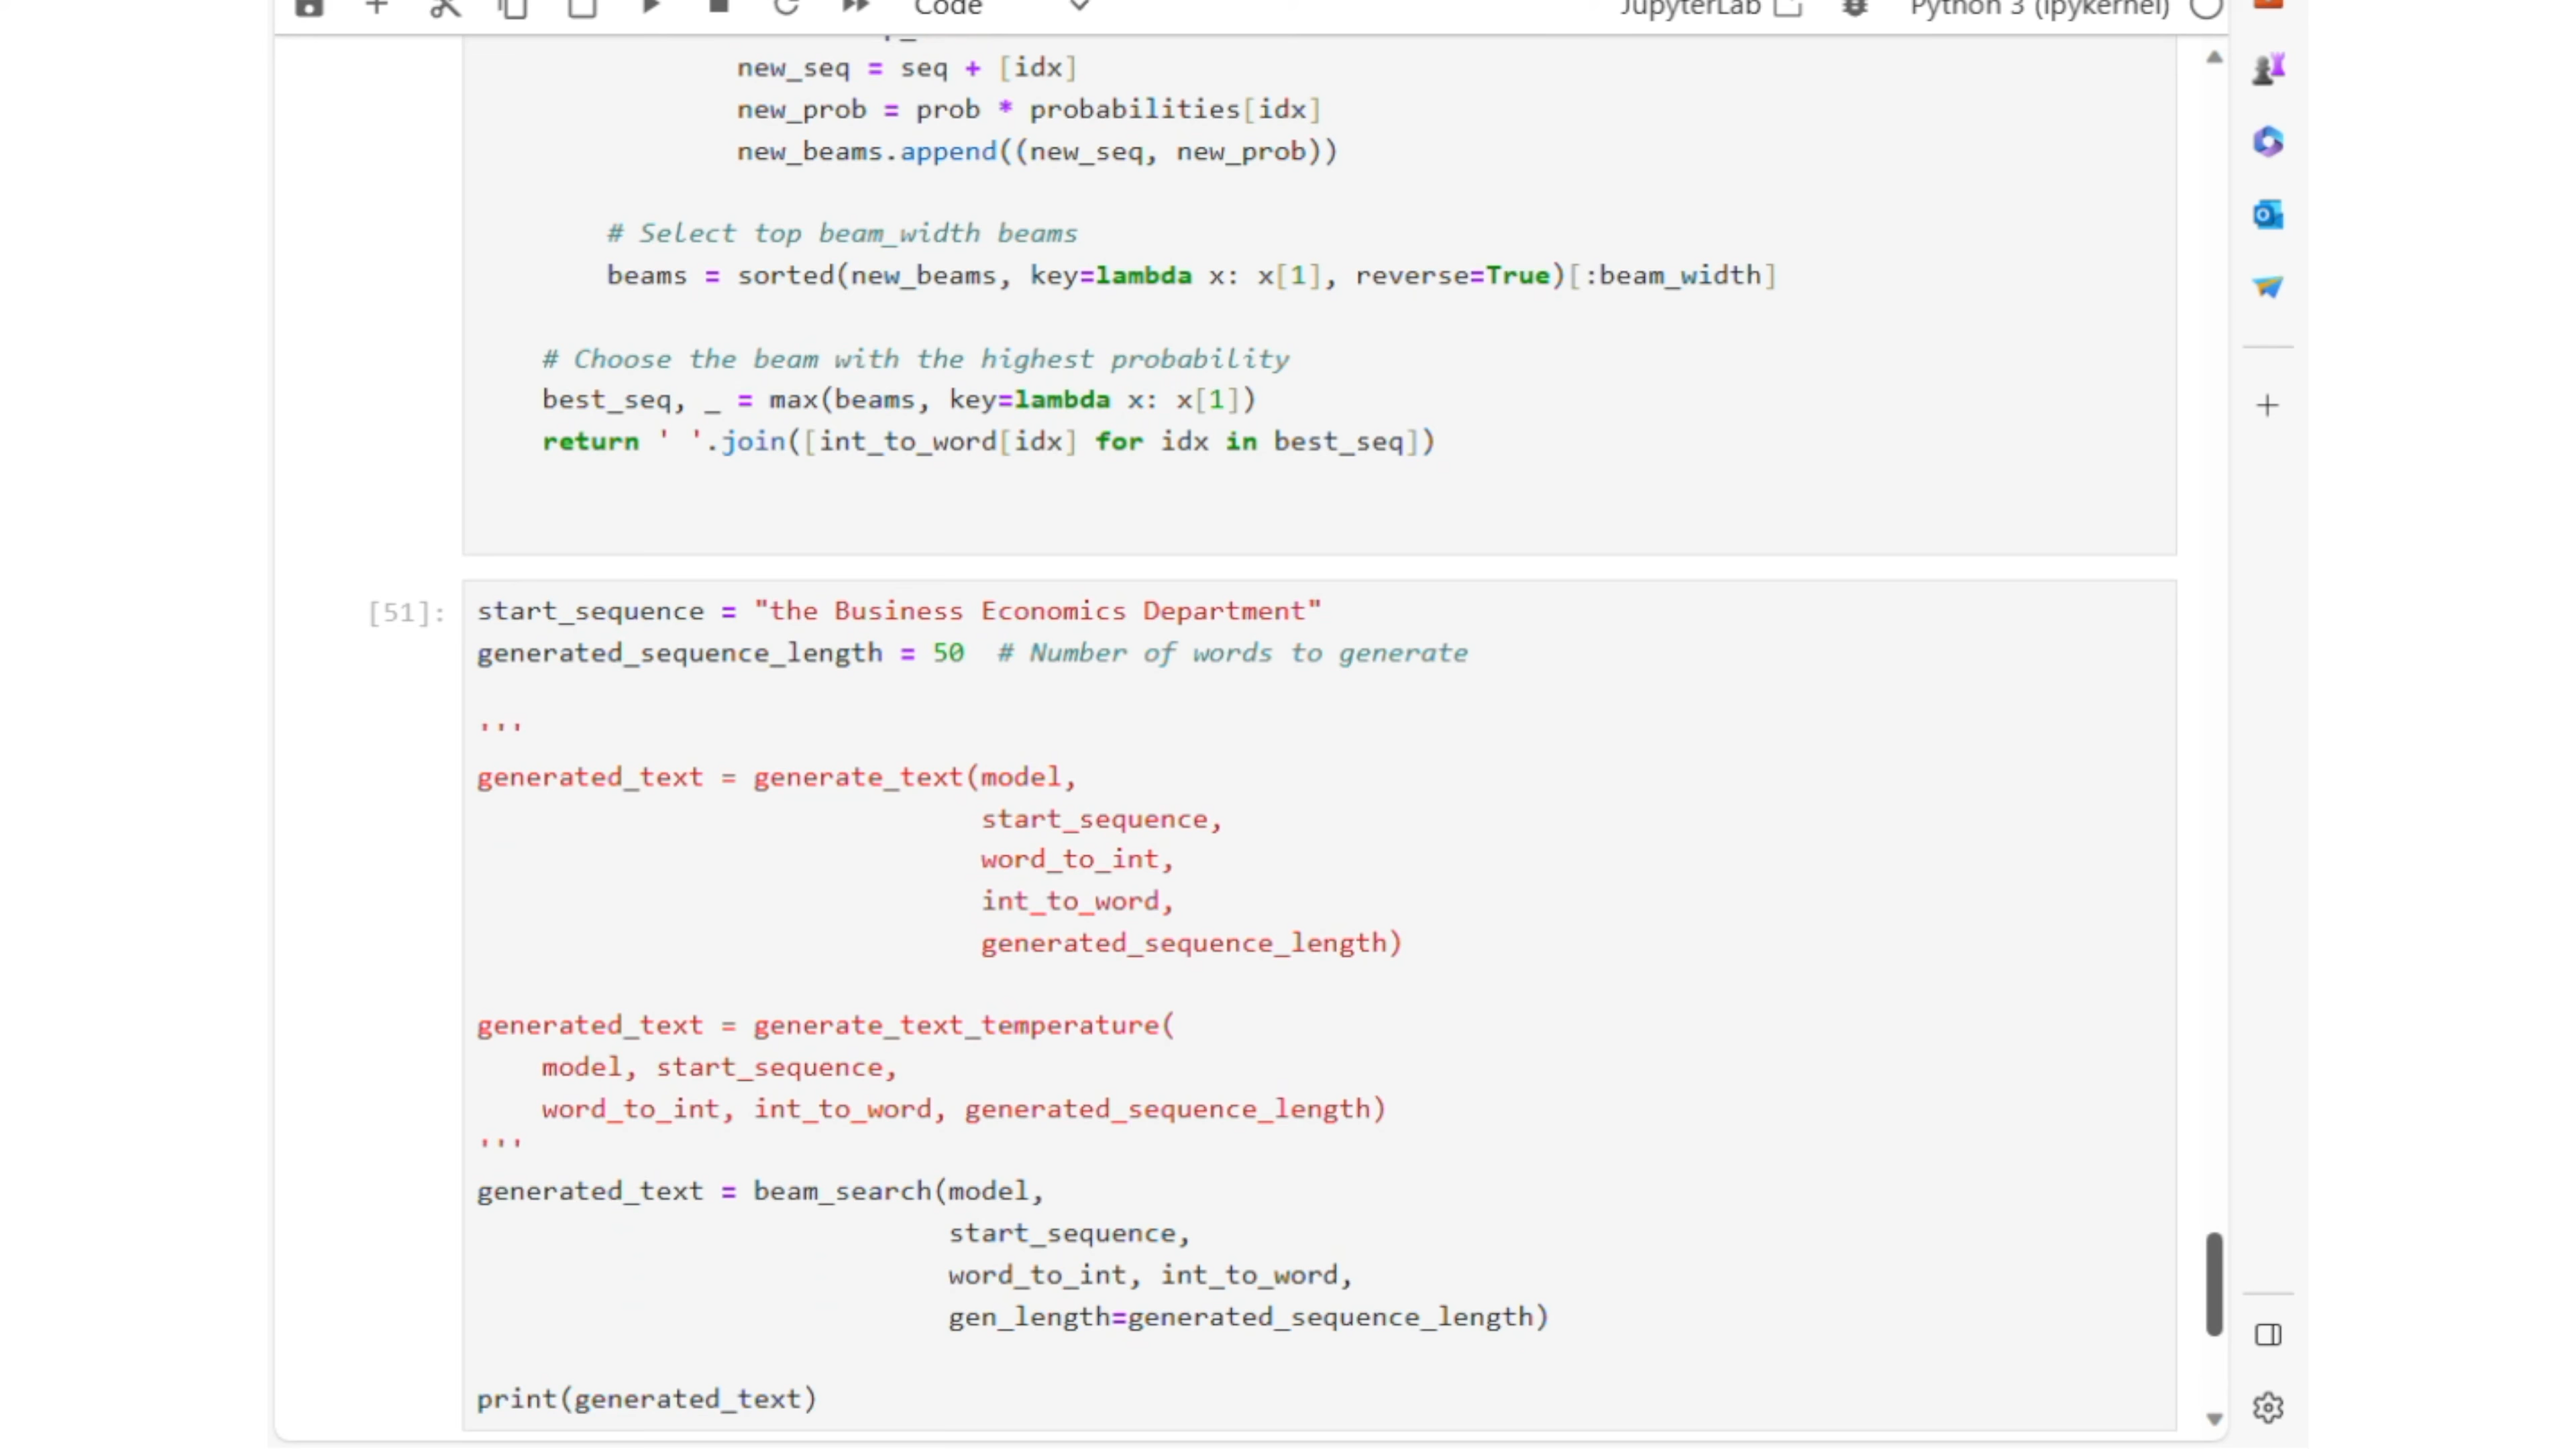 Code
JupyterLab
Python 3 (ipykernel)
new_seq = seq + [idx]
new_prob = prob * probabilities[idx]
new_beams.append((new_seq, new_prob))
# Select top beam_width beams
beams = sorted(new_beams, key=lambda x: x[1], reverse=True)[:beam_width]
# Choose the beam with the highest probability
best_seq, _ = max(beams, key=lambda x: x[1])
return ' '.join([int_to_word[idx] for idx in best_seq])
[51]:
start_sequence = "the Business Economics Department"
generated_sequence_length = 50  # Number of words to generate
'''
generated_text = generate_text(model,
start_sequence,
word_to_int,
int_to_word,
generated_sequence_length)
generated_text = generate_text_temperature(
model, start_sequence,
word_to_int, int_to_word, generated_sequence_length)
'''
generated_text = beam_search(model,
start_sequence,
word_to_int, int_to_word,
gen_length=generated_sequence_length)
print(generated_text)